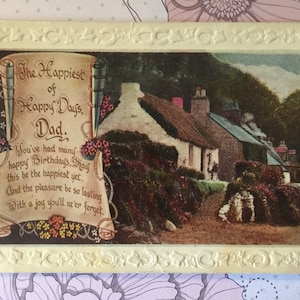 The Happiest
of
Happy Days,
Dad.
You've had many
happy Birthdays, May
this be the happiest yet,
And the pleasure be so lasting
With a joy you'll ne'er forget.